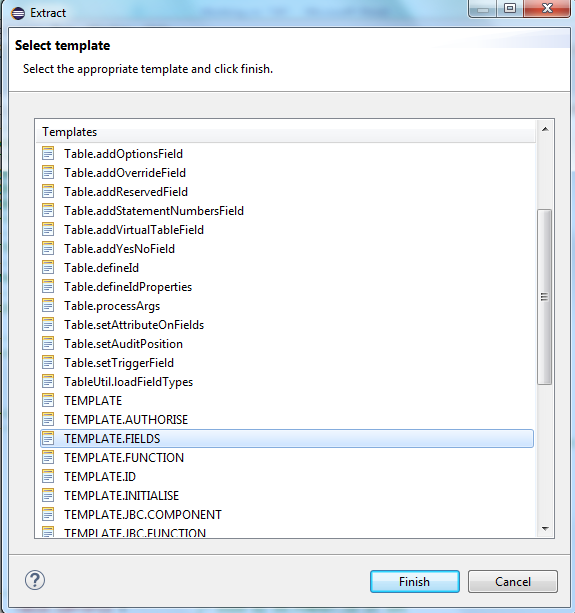 Extract
Select template
Select the appropriate template and click finish.
Templates
Table.addOptionsField
Table.addOverrideField
Table.addReservedField
Table.addStatementNumbersField
Table.addVirtualTableField
Table.addYesNoField
Table.defineId
Table.defineIdProperties
Table.processArgs
Table.setAttributeOnFields
Table.setAuditPosition
Table.setTriggerField
TableUtil.loadFieldTypes
TEMPLATE
TEMPLATE.AUTHORISE
TEMPLATE.FIELDS
TEMPLATE.FUNCTION
TEMPLATE.ID
TEMPLATE.INITIALISE
TEMPLATE.JBC.COMPONENT
TEMPLATE.JBC.FUNCTION
? Finish Cancel